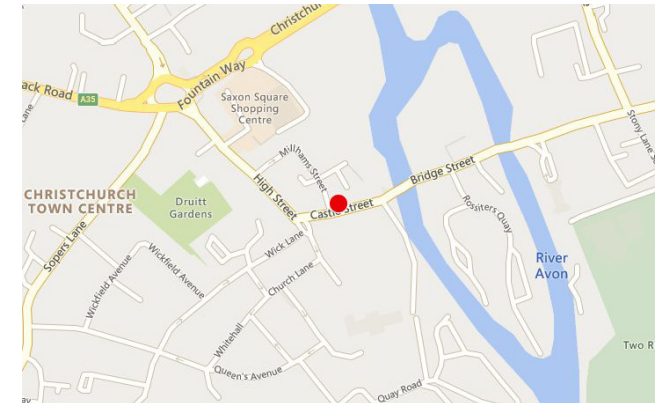 Christchur
Fountain Way
ack Road
A35
Saxon Square
Shopping
Centre
Lane
Millhams Street
High Street
Bridge Street
Stony Lane S
CHRISTCHURCH
TOWN CENTRE
Druitt
Gardens
Castle Street
Rossiters Quay
Sopers Lane
Wick Lane
Wickfield Avenue
Wickfield Avenue
Church Lane
River
Avon
Whitehall
Two R
Queen's Avenue
Quay Road